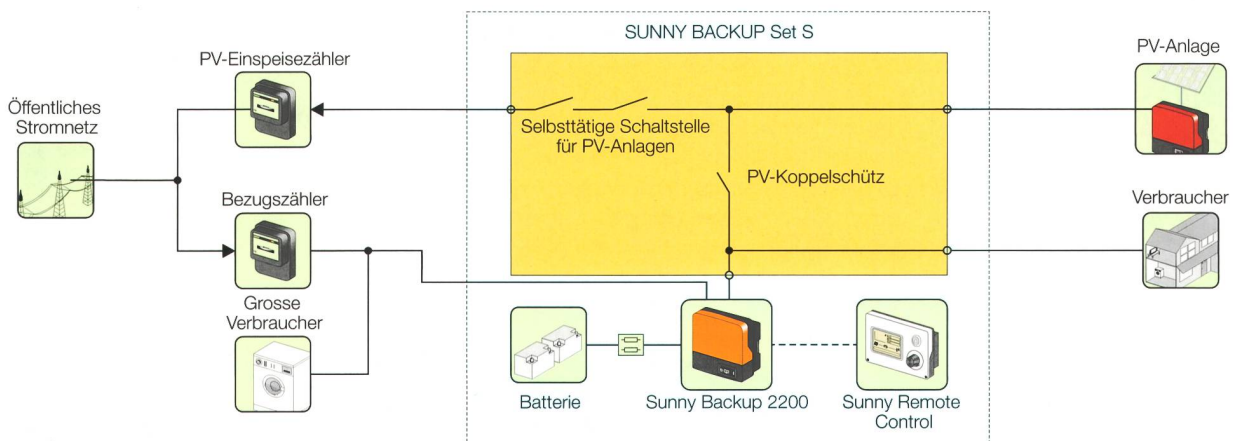 SUNNY BACKUP Set S
PV-Einspeisezähler
PV-Anlage
Öffentliches
Stromnetz
Selbsttätige Schaltstelle
für PV-Anlagen
PV-Koppelschütz
Bezugszähler
Verbraucher
Grosse
Verbraucher
Batterie
Sunny Backup 2200
Sunny Remote
Control